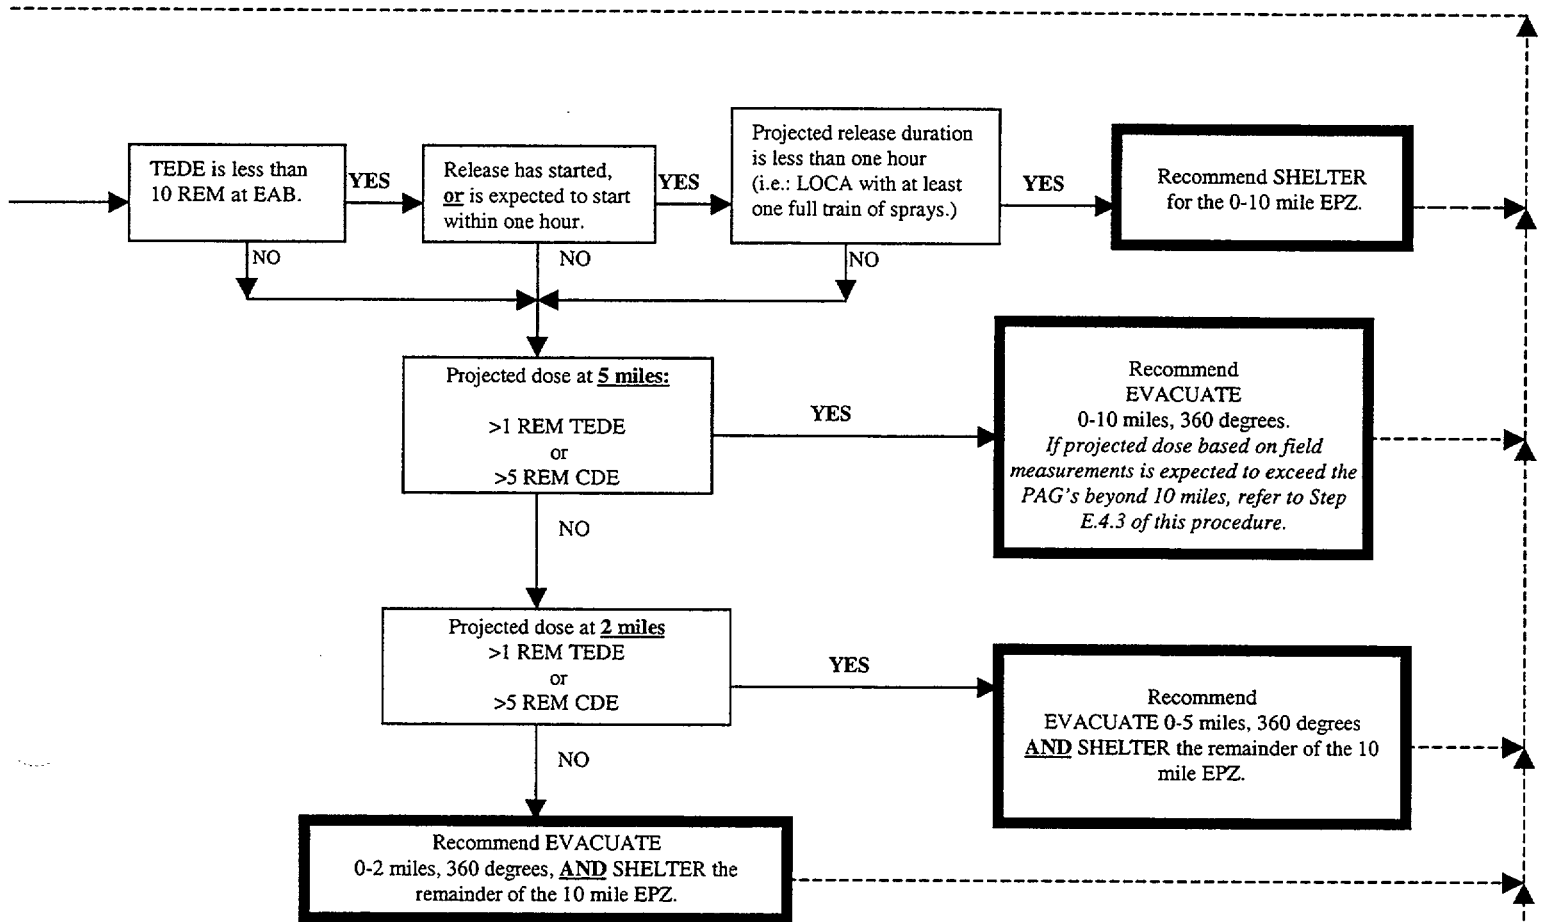 TEDE is less than
10 REM at EAB.
YES
Release has started,
or is expected to start
within one hour.
YES
Projected release duration
is less than one hour
(i.e.: LOCA with at least
one full train of sprays.)
YES
Recommend SHELTER
for the 0-10 mile EPZ.
NO
NO
NO
Projected dose at 5 miles:
>1 REM TEDE
or
>5 REM CDE
YES
Recommend
EVACUATE
0-10 miles, 360 degrees.
If projected dose based on field
measurements is expected to exceed the
PAG's beyond 10 miles, refer to Step
E.4.3 of this procedure.
NO
Projected dose at 2 miles
>1 REM TEDE
or
>5 REM CDE
YES
Recommend
EVACUATE 0-5 miles, 360 degrees
AND SHELTER the remainder of the 10
mile EPZ.
NO
Recommend EVACUATE
0-2 miles, 360 degrees, AND SHELTER the
remainder of the 10 mile EPZ.